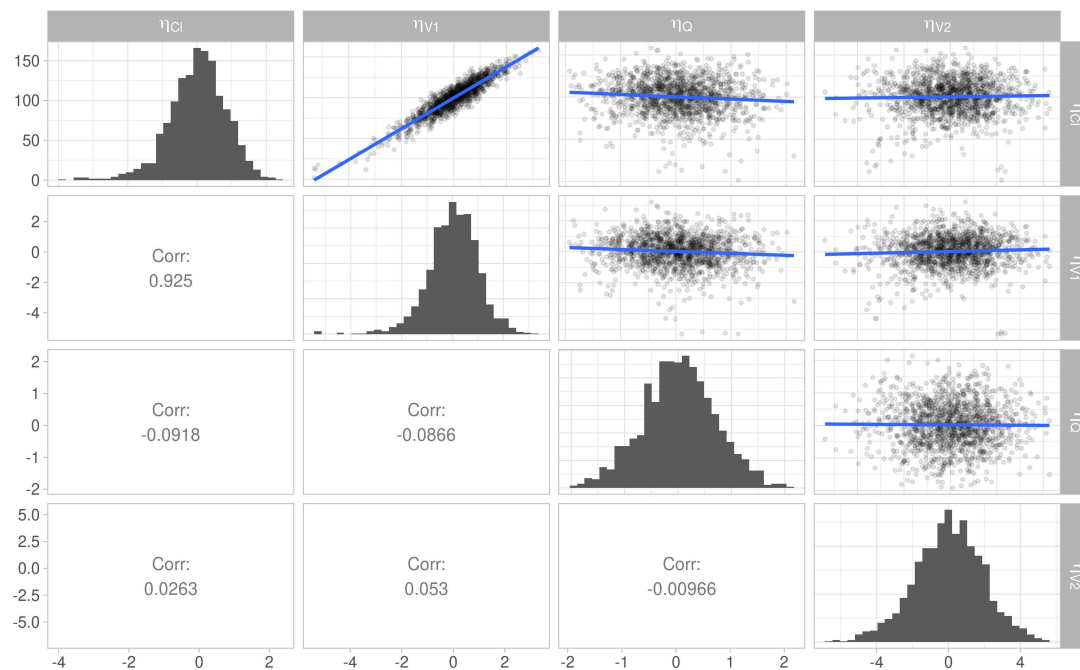 ηCl ηV1 ηQ ηV2
150
100
50
0
ηCl
2
0
-2
-4
Corr:
0.925
ηV1
2
1
0
-1
-2
Corr:
-0.0918
Corr:
-0.0866
ηQ
5.0
2.5
0.0
-2.5
-5.0
Corr:
0.0263
Corr:
0.053
Corr:
-0.00966
ηV2
-4 -2 0 2 -4 -2 0 2 -2 -1 0 1 2 -4 0 4